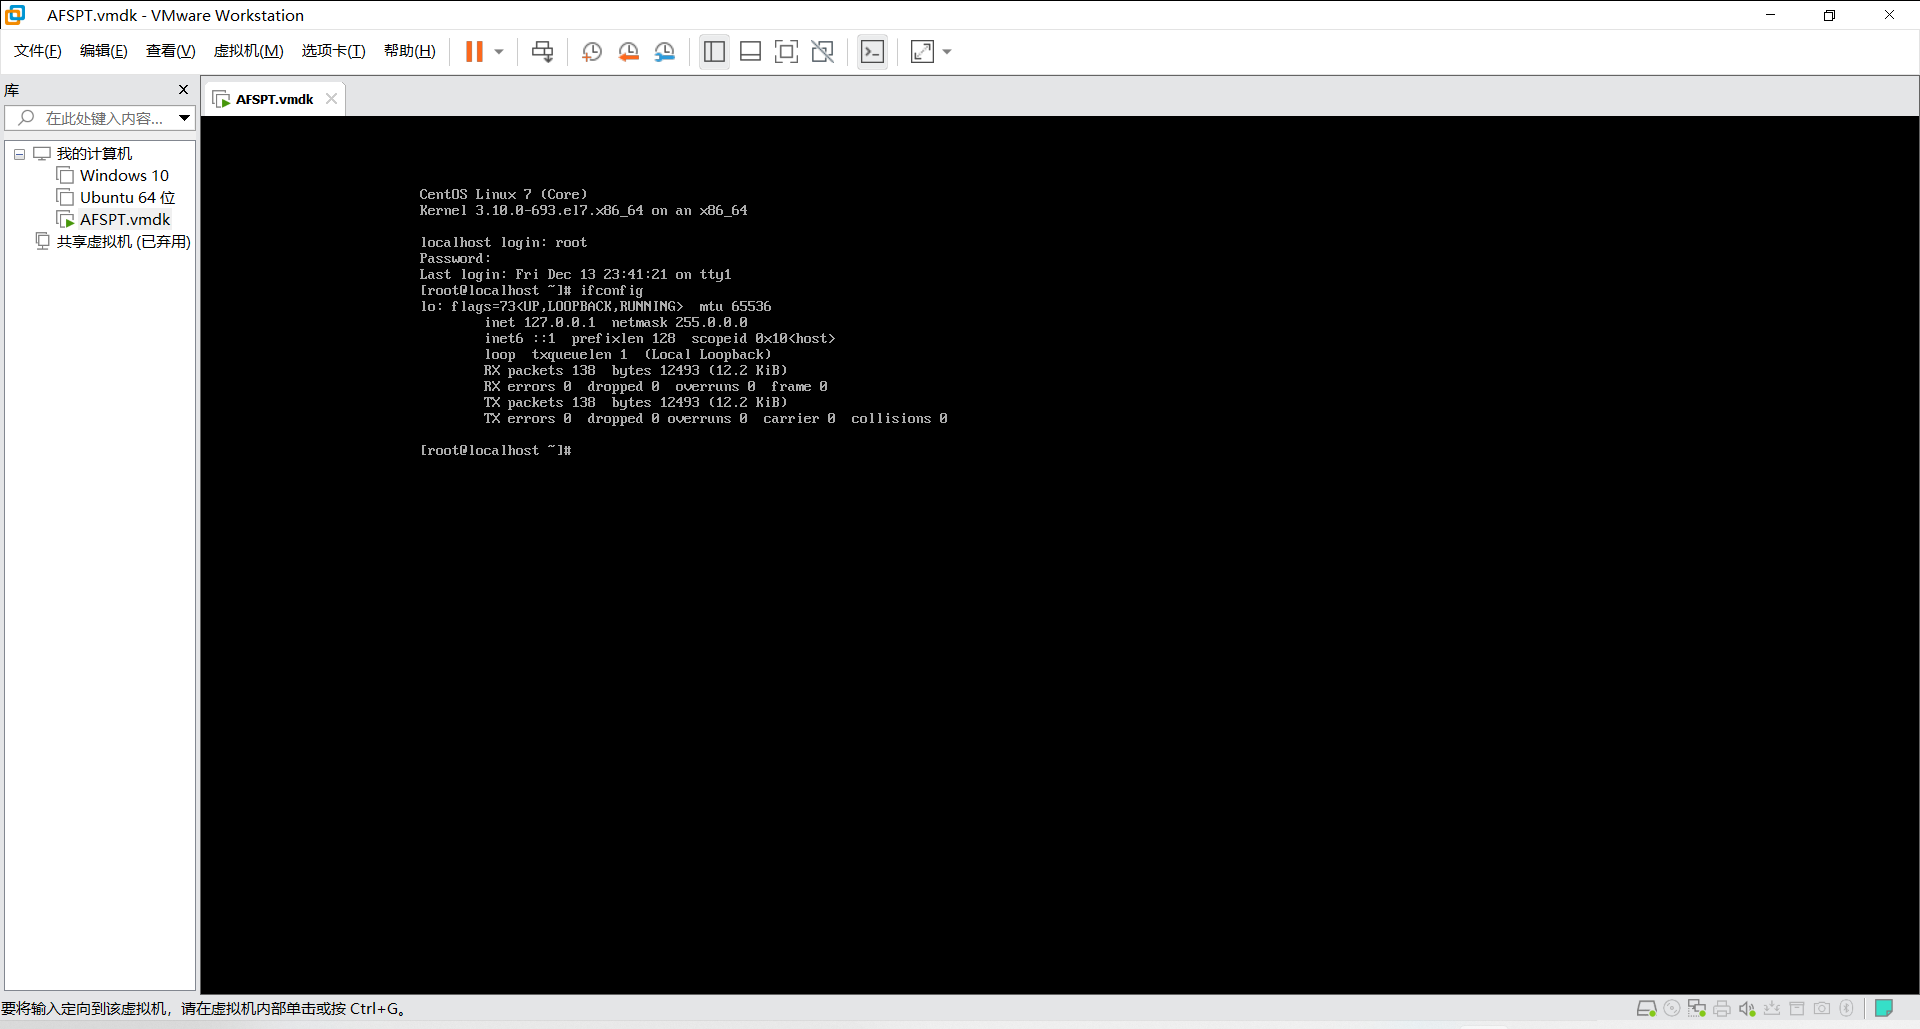 AFSPT.vmdk - VMware Workstation
文件(F) 编辑(E) 查看(V) 虚拟机(M) 选项卡(T) 帮助(H)
库
在此处键入内容...
我的计算机
Windows 10
Ubuntu 64 位
AFSPT.vmdk
共享虚拟机 (已弃用)
AFSPT.vmdk
CentOS Linux 7 (Core)
Kernel 3.10.0-693.el7.x86_64 on an x86_64
localhost login: root
Password:
Last login: Fri Dec 13 23:41:21 on tty1
[root@localhost ~]# ifconfig
lo: flags=73<UP,LOOPBACK,RUNNING>  mtu 65536
inet 127.0.0.1  netmask 255.0.0.0
inet6 ::1  prefixlen 128  scopeid 0x10<host>
loop  txqueuelen 1  (Local Loopback)
RX packets 138  bytes 12493 (12.2 KiB)
RX errors 0  dropped 0  overruns 0  frame 0
TX packets 138  bytes 12493 (12.2 KiB)
TX errors 0  dropped 0 overruns 0  carrier 0  collisions 0
[root@localhost ~]#
要将输入定向到该虚拟机，请在虚拟机内部单击或按 Ctrl+G。